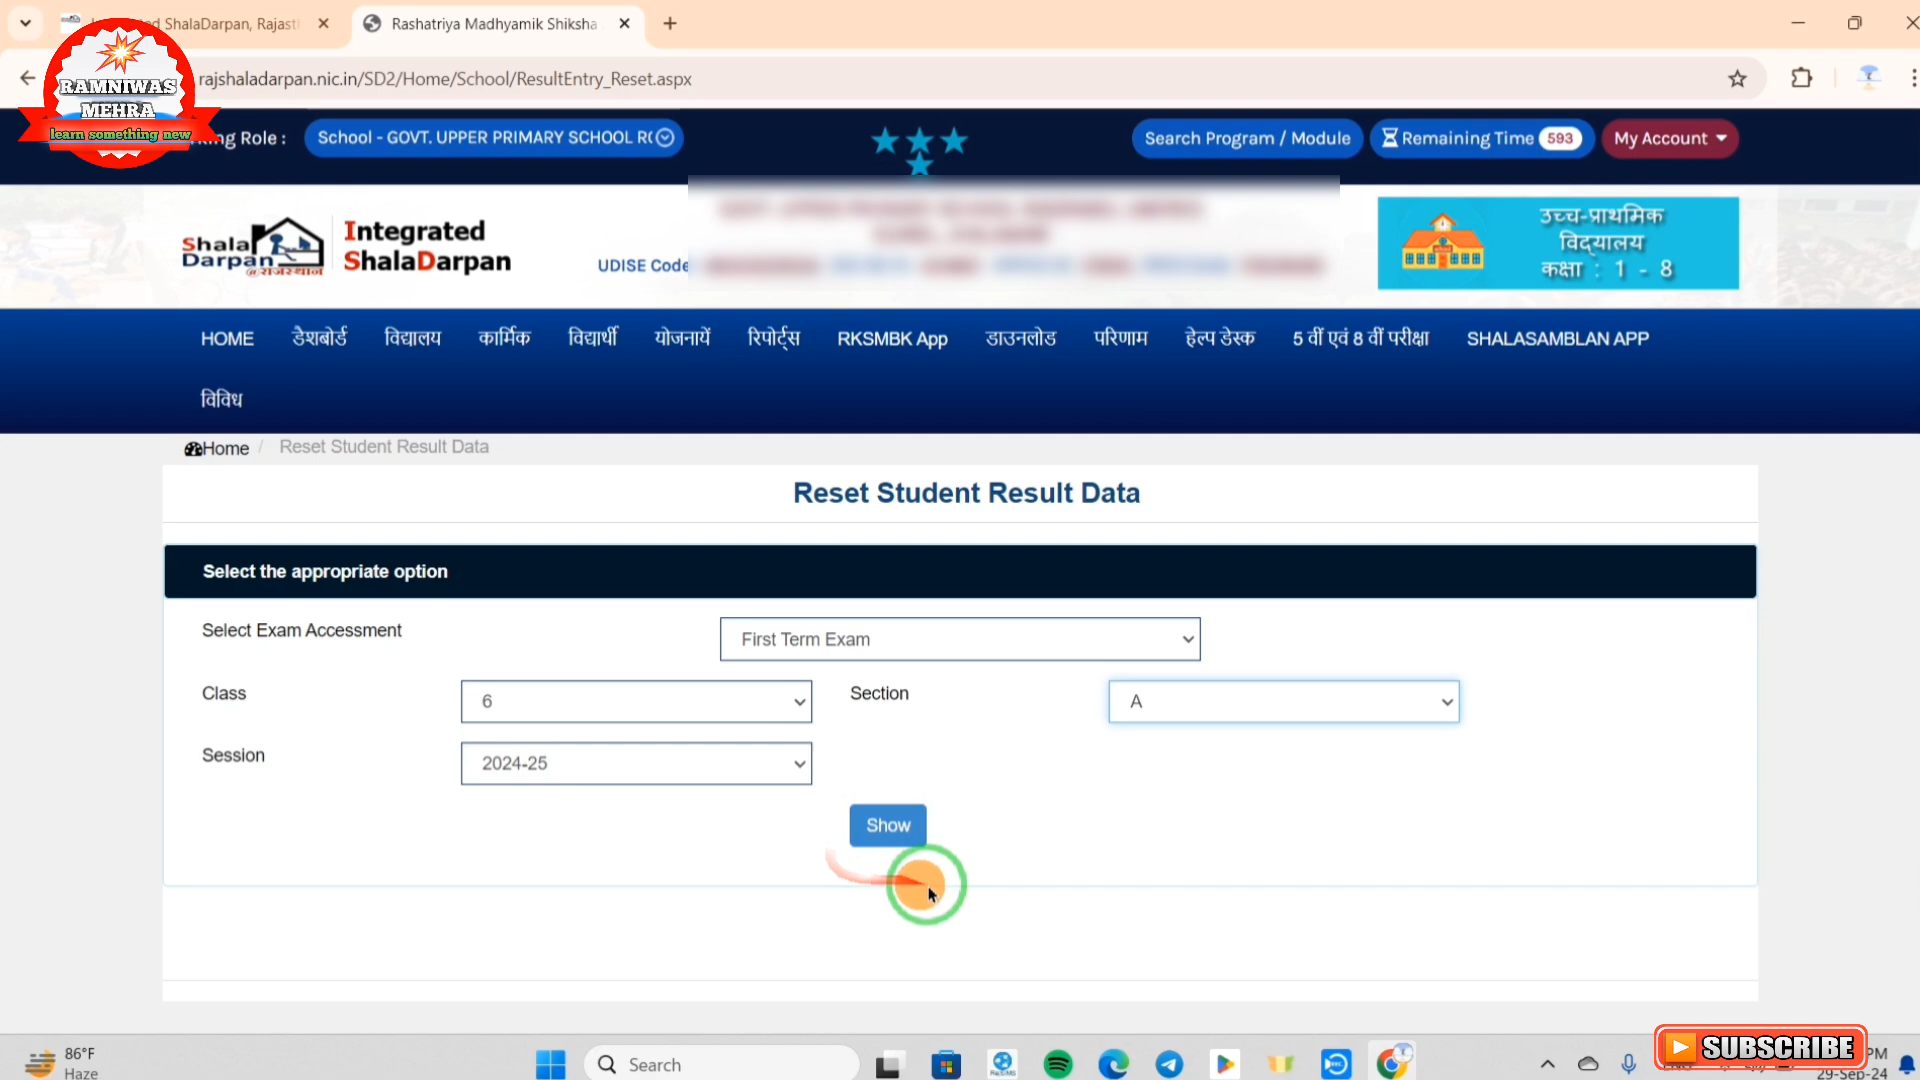 ShalaDarpan, Rajast
Rashatriya Madhyamik Shiksha
rajshaladarpan.nic.in/SD2/Home/School/ResultEntry_Reset.aspx
RAMNIWAS
MEHRA
learn something new
Role :
School - GOVT. UPPER PRIMARY SCHOOL R
Search Program / Module
Remaining Time 593
My Account
Shala
Darpan
@राजस्थान
Integrated
ShalaDarpan
UDISE Code
उच्च-प्राथमिक
विद्यालय
कक्षा : 1 - 8
HOME डैशबोर्ड विद्यालय कार्मिक विद्यार्थी योजनायें रिपोर्ट्स RKSMBK App डाउनलोड परिणाम हेल्प डेस्क 5 वीं एवं 8 वीं परीक्षा SHALASAMBLAN APP
विविध
Home / Reset Student Result Data
Reset Student Result Data
Select the appropriate option
Select Exam Accessment First Term Exam
Class 6 Section A
Session 2024-25
Show
86°F
Haze
Search
SUBSCRIBE
PM
29-Sep-24